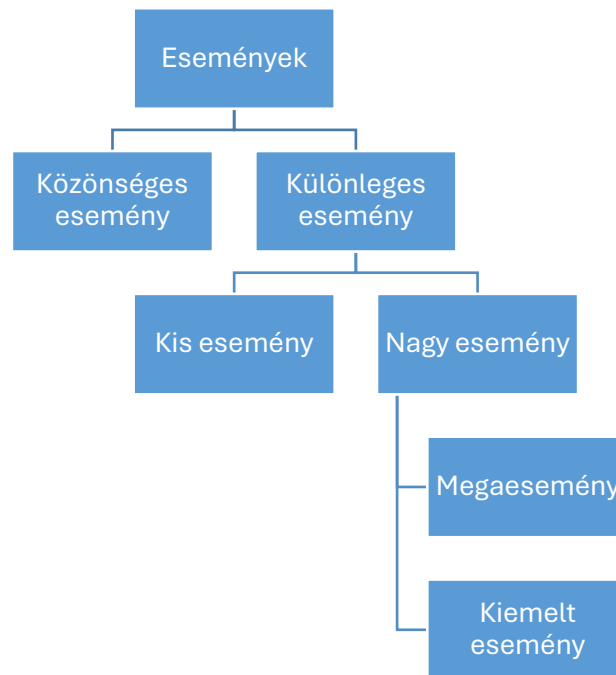 Események
Közönséges
esemény
Különleges
esemény
Kis esemény
Nagy esemény
Megaesemény
Kiemelt
esemény